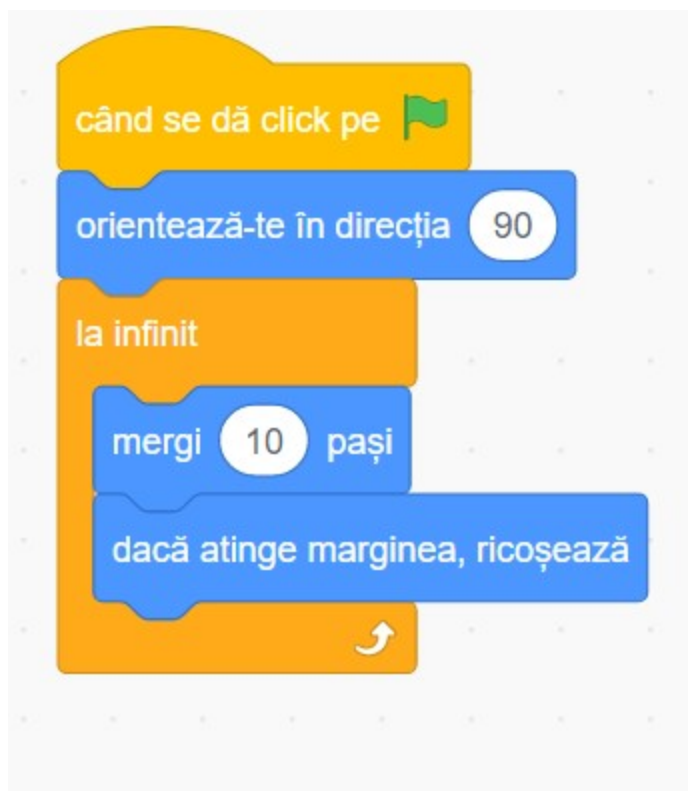 când se dă click pe
orientează-te în direcția 90
la infinit
mergi 10 pași
dacă atinge marginea, ricoșează